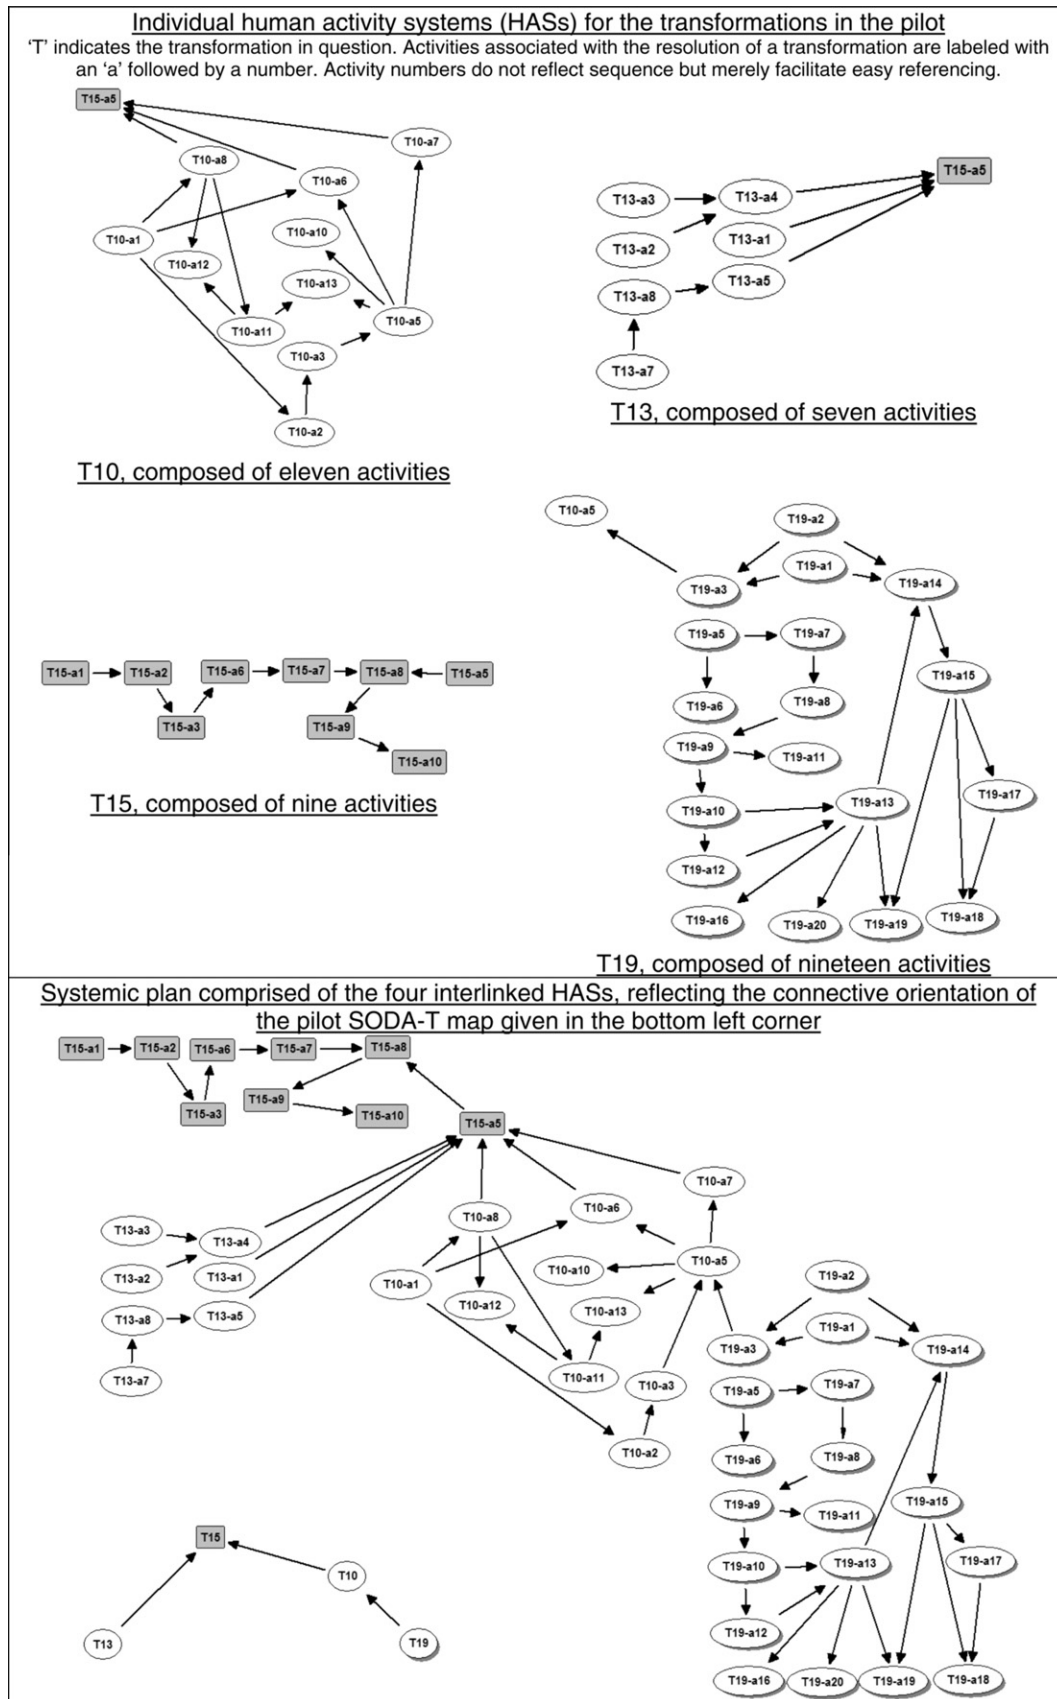 Individual human activity systems (HASs) for the transformations in the pilot
‘T’ indicates the transformation in question. Activities associated with the resolution of a transformation are labeled with
an ‘a’ followed by a number. Activity numbers do not reflect sequence but merely facilitate easy referencing.
T15-a5
T10-a7
T10-a8
T10-a6
T10-a1
T10-a10
T10-a12
T10-a13
T10-a11
T10-a5
T10-a3
T10-a2
T10, composed of eleven activities
T15-a5
T13-a3
T13-a4
T13-a2
T13-a1
T13-a8
T13-a5
T13-a7
T13, composed of seven activities
T15-a1
T15-a2
T15-a6
T15-a7
T15-a8
T15-a5
T15-a3
T15-a9
T15-a10
T15, composed of nine activities
T10-a5
T19-a2
T19-a1
T19-a3
T19-a14
T19-a5
T19-a7
T19-a15
T19-a6
T19-a8
T19-a9
T19-a11
T19-a10
T19-a13
T19-a17
T19-a12
T19-a16
T19-a20
T19-a19
T19-a18
T19, composed of nineteen activities
Systemic plan comprised of the four interlinked HASs, reflecting the connective orientation of
the pilot SODA-T map given in the bottom left corner
T15-a1
T15-a2
T15-a6
T15-a7
T15-a8
T15-a3
T15-a9
T15-a10
T15-a5
T10-a7
T10-a8
T10-a6
T13-a3
T13-a4
T13-a2
T13-a1
T13-a8
T13-a5
T13-a7
T10-a1
T10-a10
T10-a5
T10-a12
T10-a13
T10-a11
T10-a3
T10-a2
T19-a2
T19-a1
T19-a3
T19-a14
T19-a5
T19-a7
T19-a6
T19-a8
T19-a9
T19-a11
T19-a15
T19-a10
T19-a13
T19-a17
T19-a12
T19-a16
T19-a20
T19-a19
T19-a18
T15
T10
T13
T19